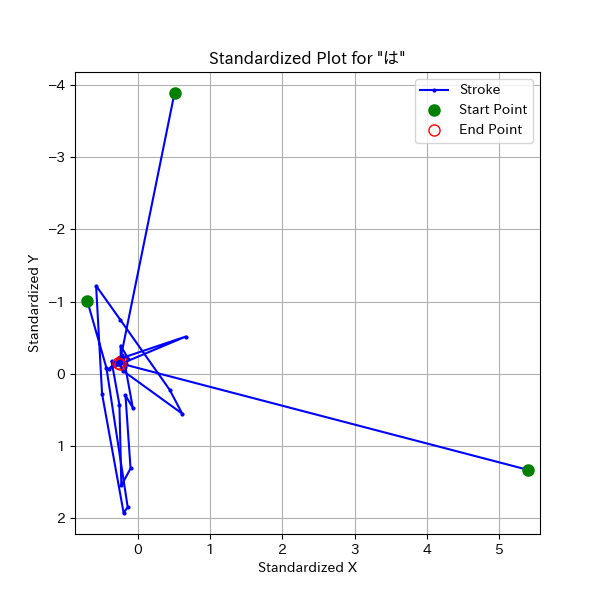 Standardized Plot for "は"
Stroke
Start Point
End Point
−4
−3
−2
−1
0
1
2
Standardized Y
0
1
2
3
4
5
Standardized X